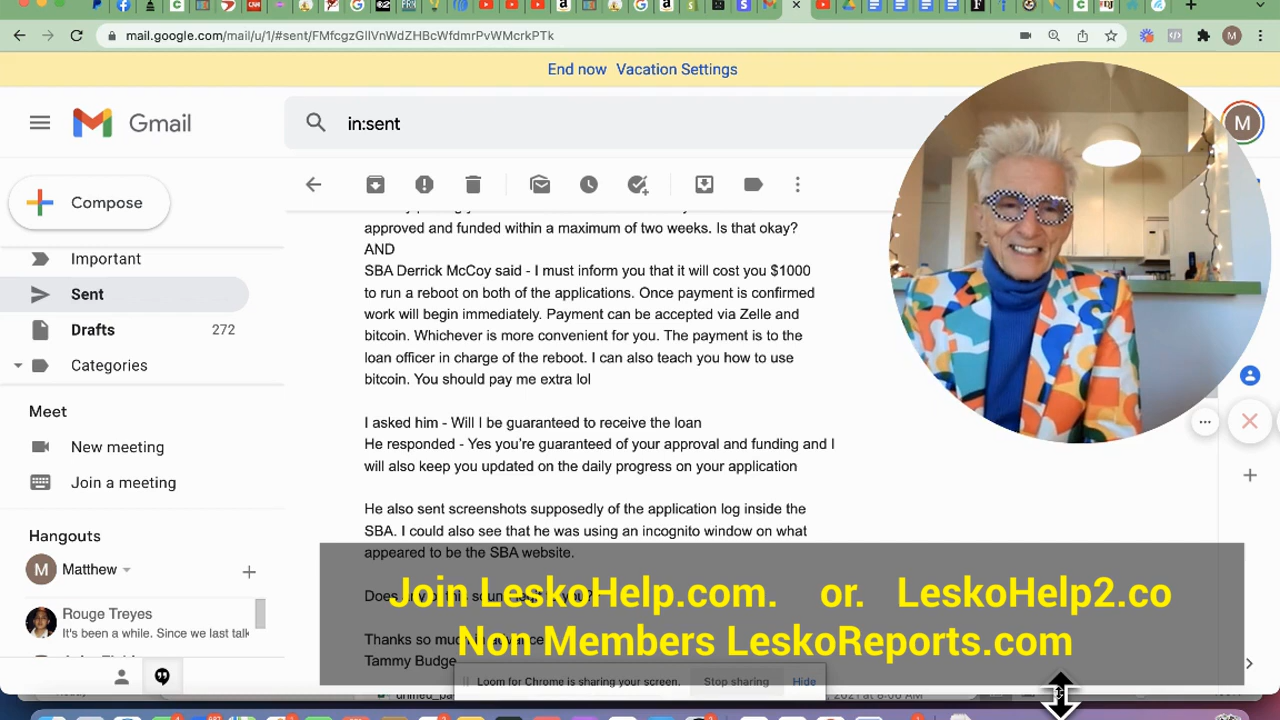 mail.google.com/mail/u/1/#sent/FMfcgzGllVnWdZHBcWfdmrPvWMcrkPTk
M
End now Vacation Settings
Gmail
in:sent
M
Compose
Important
Sent
Drafts 272
Categories
Meet
New meeting
Join a meeting
Hangouts
M Matthew
Rouge Treyes
It's been a while. Since we last talk
approved and funded within a maximum of two weeks. Is that okay?
AND
SBA Derrick McCoy said - I must inform you that it will cost you $1000
to run a reboot on both of the applications. Once payment is confirmed
work will begin immediately. Payment can be accepted via Zelle and
bitcoin. Whichever is more convenient for you. The payment is to the
loan officer in charge of the reboot. I can also teach you how to use
bitcoin. You should pay me extra lol
I asked him - Will I be guaranteed to receive the loan
He responded - Yes you're guaranteed of your approval and funding and I
will also keep you updated on the daily progress on your application
He also sent screenshots supposedly of the application log inside the
SBA. I could also see that he was using an incognito window on what
appeared to be the SBA website.
Thanks so much
Tammy Budge
Join LeskoHelp.com. or. LeskoHelp2.co
Non Members LeskoReports.com
Loom for Chrome is sharing your screen. Stop sharing Hide